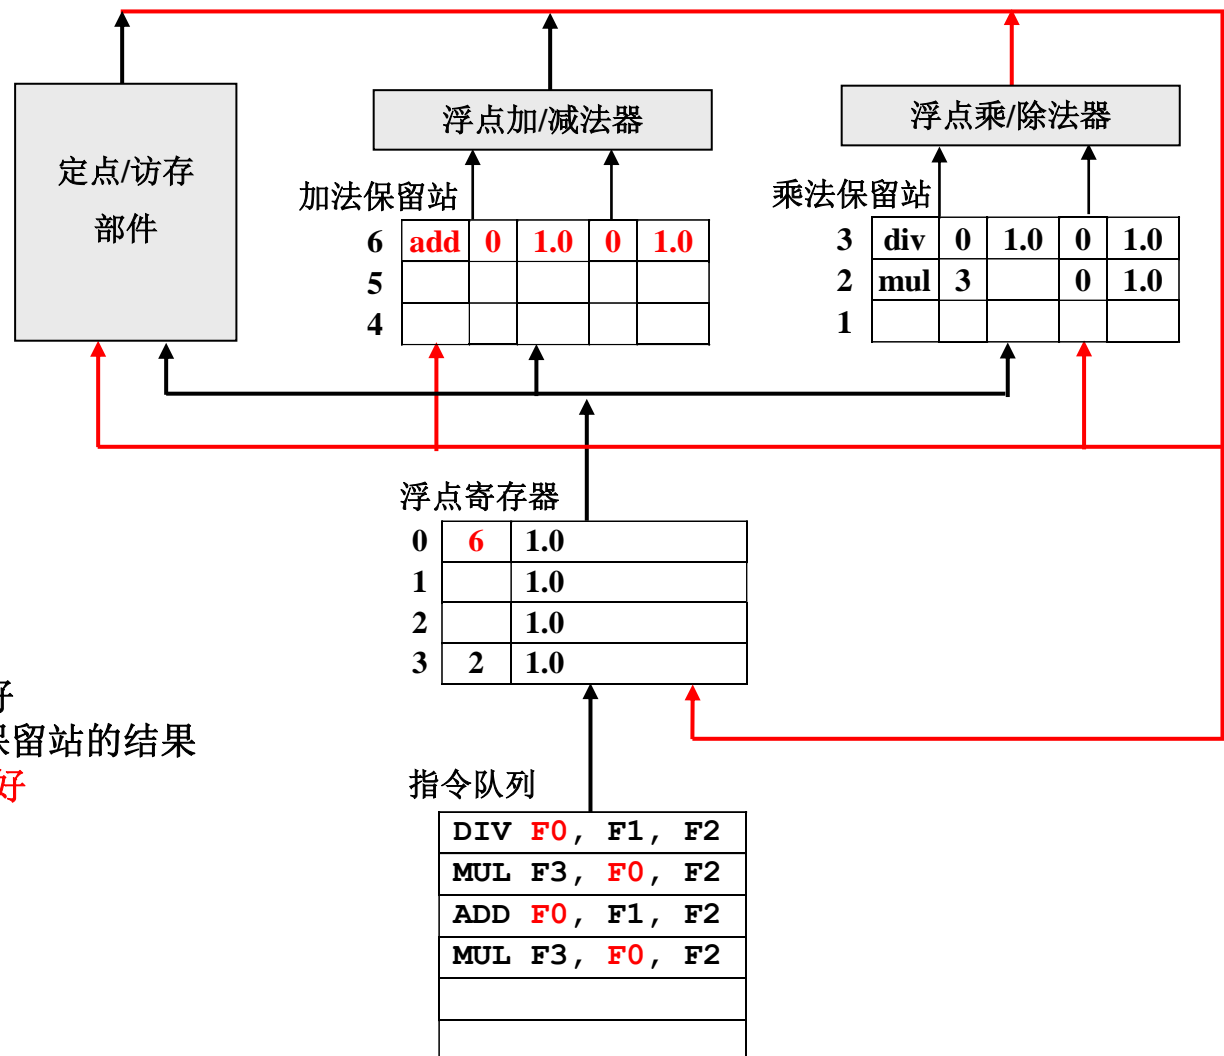 浮点加/减法器
浮点乘/除法器
定点/访存
部件
加法保留站
乘法保留站
6 add 0 1.0 0 1.0
5
4
3 div 0 1.0 0 1.0
2 mul 3 0 1.0
1
浮点寄存器
0 6 1.0
1 1.0
2 1.0
3 2 1.0
好
保留站的结果
好
指令队列
DIV F0, F1, F2
MUL F3, F0, F2
ADD F0, F1, F2
MUL F3, F0, F2